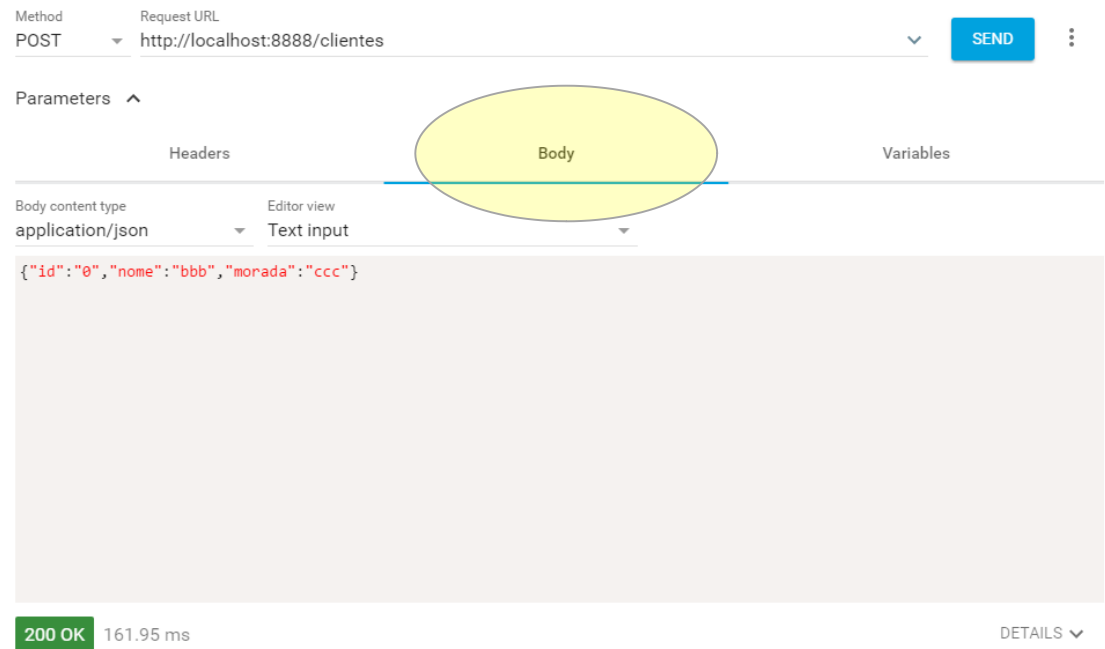 Method Request URL
POST http://localhost:8888/clientes SEND
Parameters
Headers Body Variables
Body content type Editor view
application/json Text input
{"id":"0","nome":"bbb","morada":"ccc"}
200 OK 161.95 ms DETAILS